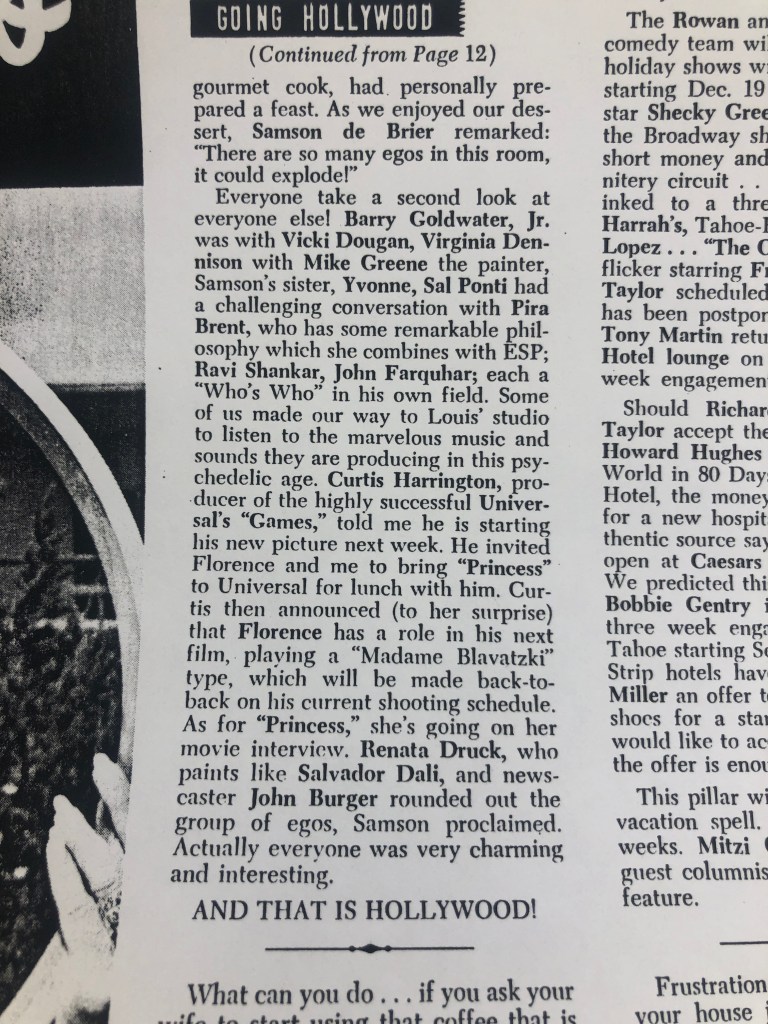 GOING HOLLYWOOD
(Continued from Page 12)
gourmet cook, had personally pre-
pared a feast. As we enjoyed our des-
sert, Samson de Brier remarked:
"There are so many egos in this room,
it could explode!"
Everyone take a second look at
everyone else! Barry Goldwater, Jr.
was with Vicki Dougan, Virginia Den-
nison with Mike Greene the painter,
Samson's sister, Yvonne, Sal Ponti had
a challenging conversation with Pira
Brent, who has some remarkable phil-
osophy which she combines with ESP;
Ravi Shankar, John Farquhar; each a
"Who's Who" in his own field. Some
of us made our way to Louis' studio
to listen to the marvelous music and
sounds they are producing in this psy-
chedelic age. Curtis Harrington, pro-
ducer of the highly successful Univer-
sal's "Games," told me he is starting
his new picture next week. He invited
Florence and me to bring "Princess"
to Universal for lunch with him. Cur-
tis then announced (to her surprise)
that Florence has a role in his next
film, playing a "Madame Blavatzki"
type, which will be made back-to-
back on his current shooting schedule.
As for "Princess," she's going on her
movie interview. Renata Druck, who
paints like Salvador Dali, and news-
caster John Burger rounded out the
group of egos, Samson proclaimed.
Actually everyone was very charming
and interesting.
AND THAT IS HOLLYWOOD!
What can you do . . . if you ask your
wife to start using that coffee that is
The Rowan an
comedy team wi
holiday shows w
starting Dec. 19
star Shecky Gree
the Broadway sh
short money and
nitery circuit . .
inked to a thre
Harrah's, Tahoe-
Lopez . . . "The C
flicker starring F
Taylor scheduled
has been postpo
Tony Martin retu
Hotel lounge on
week engagemen
Should Richar
Taylor accept the
Howard Hughes
World in 80 Day
Hotel, the money
for a new hospit
thentic source say
open at Caesars
We predicted thi
Bobbie Gentry i
three week enga
Tahoe starting Se
Strip hotels hav
Miller an offer t
shoes for a sta
would like to ac
the offer is enou
This pillar wi
vacation spell.
weeks. Mitzi
guest columnis
feature.
Frustration
your house i